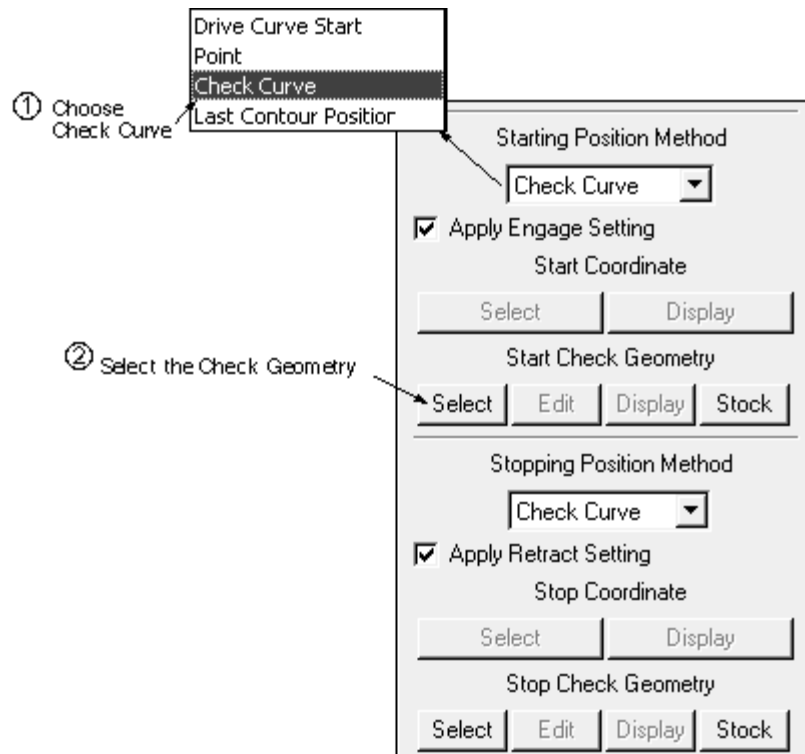 Drive Curve Start
Point
Check Curve
Last Contour Position
① Choose
Check Curve
Starting Position Method
Check Curve
Apply Engage Setting
Start Coordinate
Select Display
② Select the Check Geometry
Start Check Geometry
Select Edit Display Stock
Stopping Position Method
Check Curve
Apply Retract Setting
Stop Coordinate
Select Display
Stop Check Geometry
Select Edit Display Stock